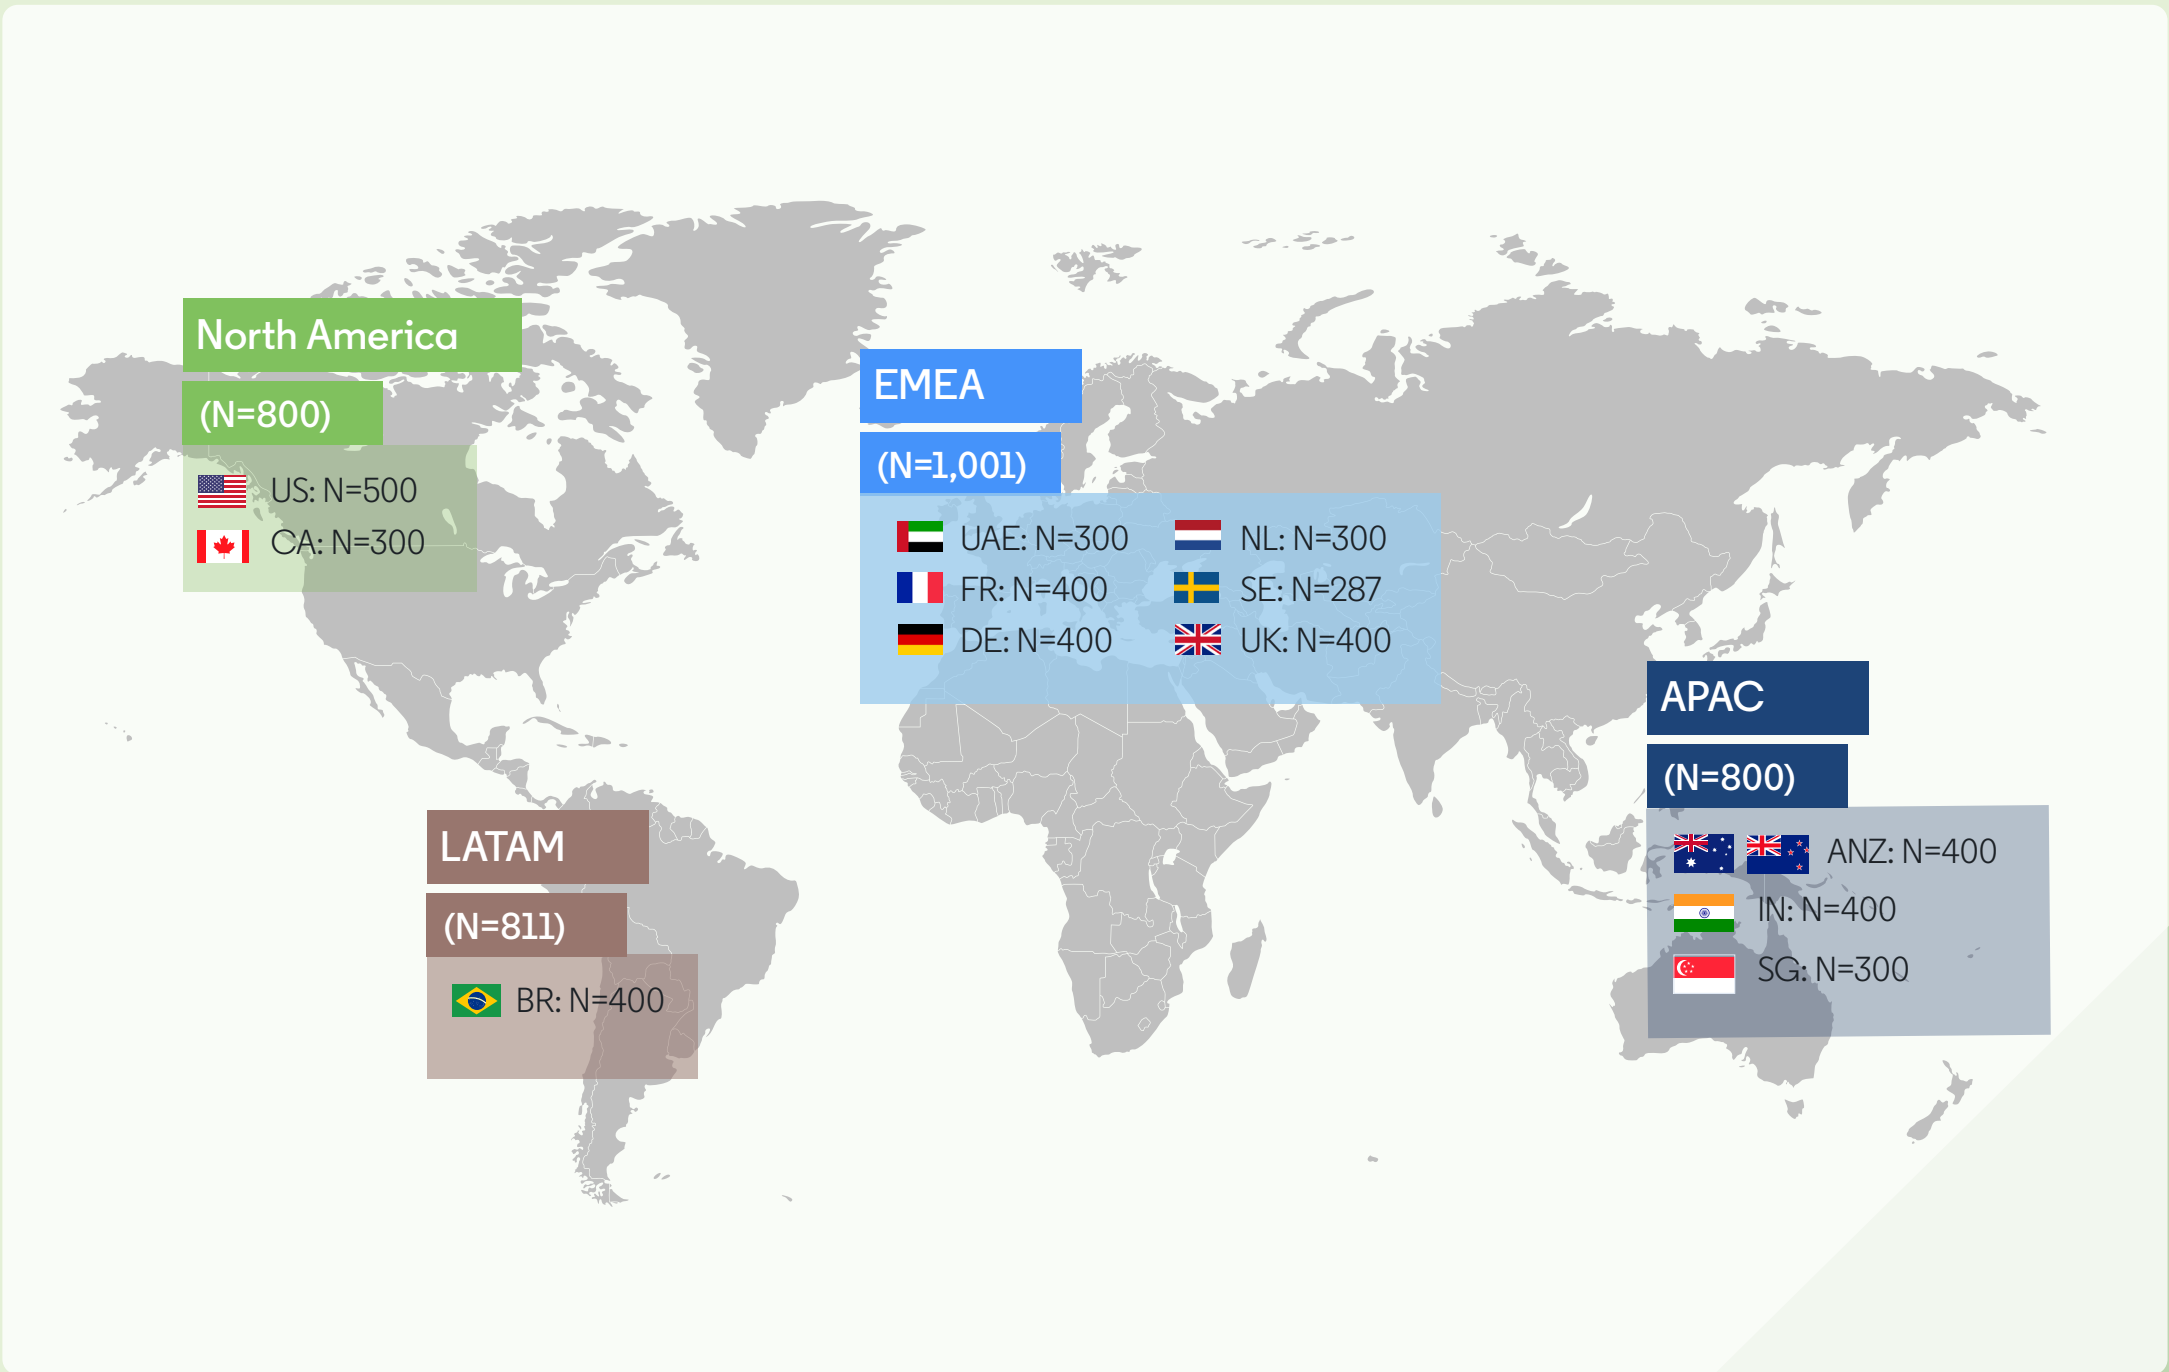 North America
(N=800)
US: N=500
CA: N=300
EMEA
(N=1,001)
UAE: N=300
NL: N=300
FR: N=400
SE: N=287
DE: N=400
UK: N=400
APAC
(N=800)
ANZ: N=400
IN: N=400
SG: N=300
LATAM
(N=811)
BR: N=400